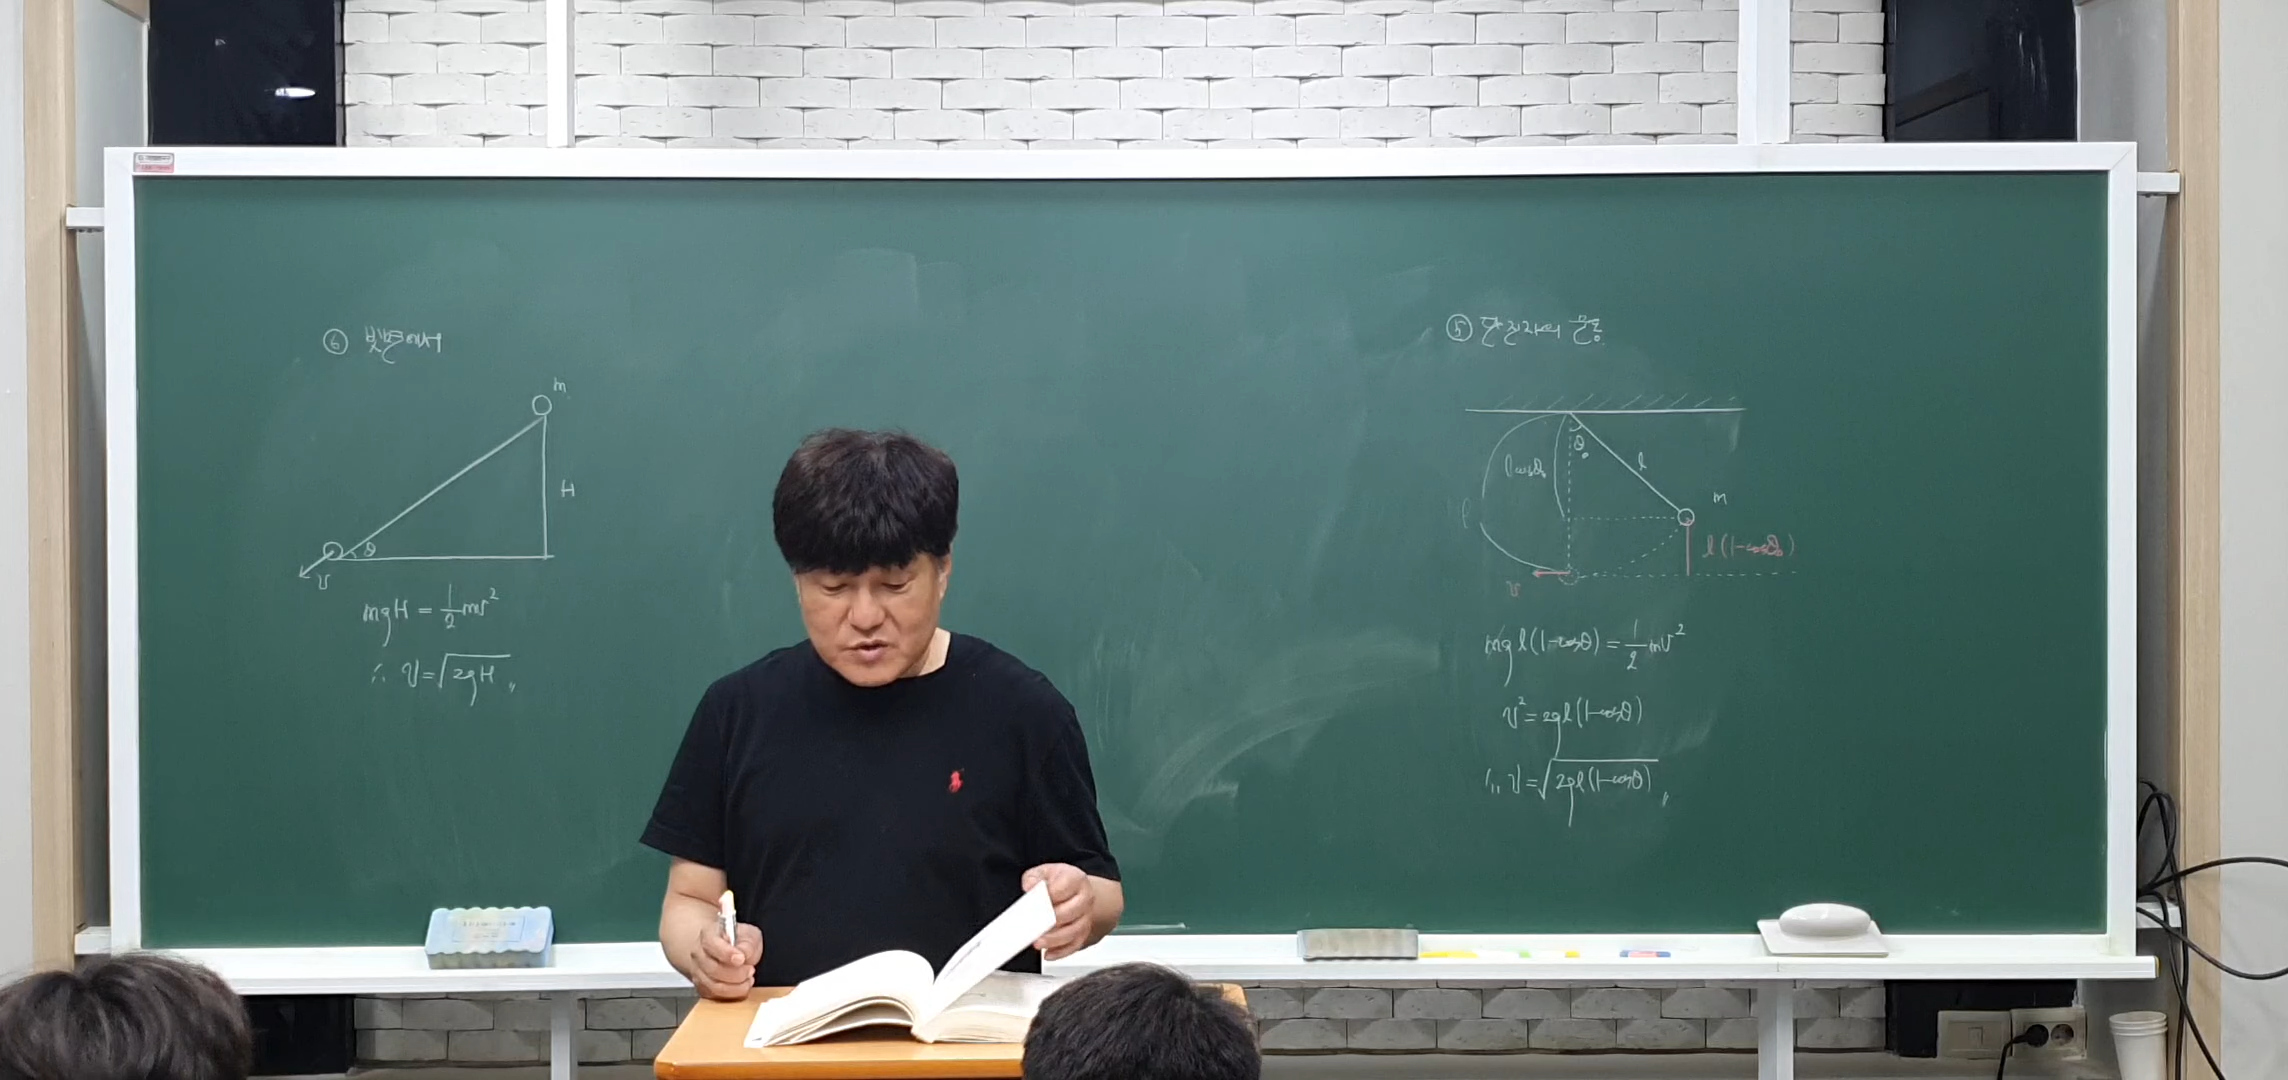 ⑥ 빗면에서
m
H
θ
v
mgH = 1/2 mv²
∴ v = √2gH 〃
⑤ 단진자의 운동
θ₀
l cosθ₀
l
l
m
l(1-cosθ₀)
v
mgl(1-cosθ) = 1/2 mv²
v² = 2gl(1-cosθ)
∴ v = √2gl(1-cosθ) 〃